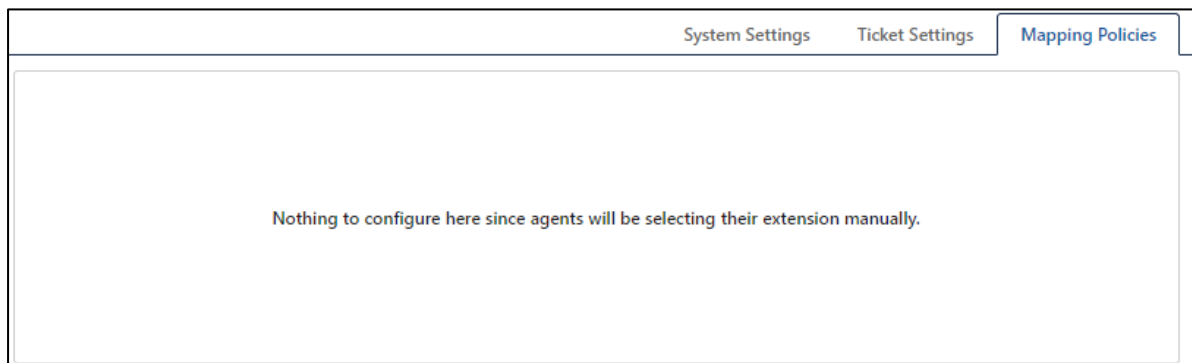 System Settings Ticket Settings Mapping Policies
Nothing to configure here since agents will be selecting their extension manually.